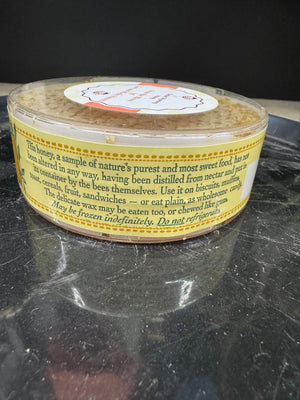 This honey, a sample of nature's purest and most sweet food, has not
been altered in any way, having been distilled from nectar and put in
its container by the bees themselves. Use it on biscuits, muffins,
toast, cereals, fruit, sandwiches — or eat plain, as wholesome candy.
The delicate wax may be eaten too, or chewed like gum.
May be frozen indefinitely. Do not refrigerate.